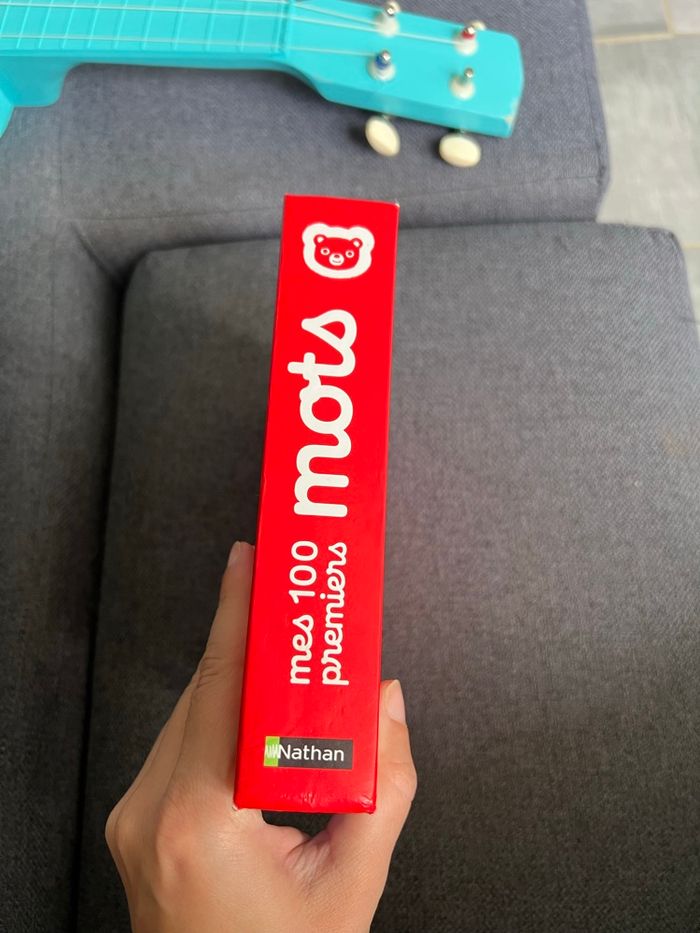 mes 100
premiers
mots
Nathan